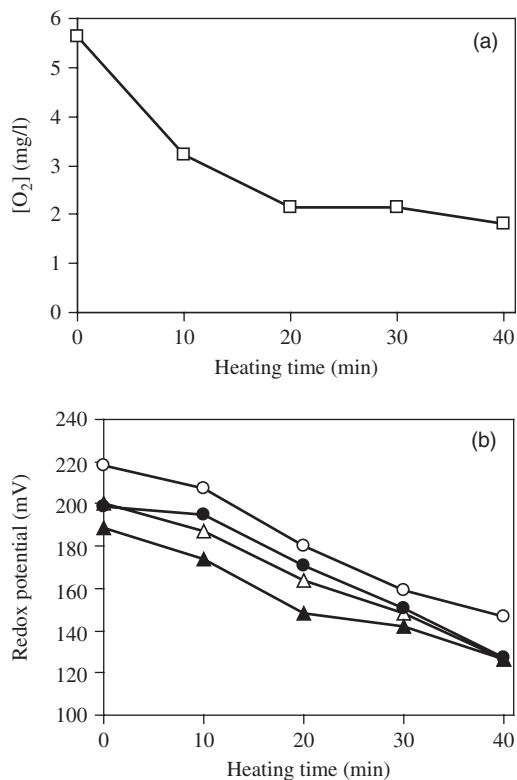 (a)
[O₂] (mg/l)
6
5
4
3
2
1
0
0 10 20 30 40
Heating time (min)
(b)
Redox potential (mV)
240
220
200
180
160
140
120
100
0 10 20 30 40
Heating time (min)